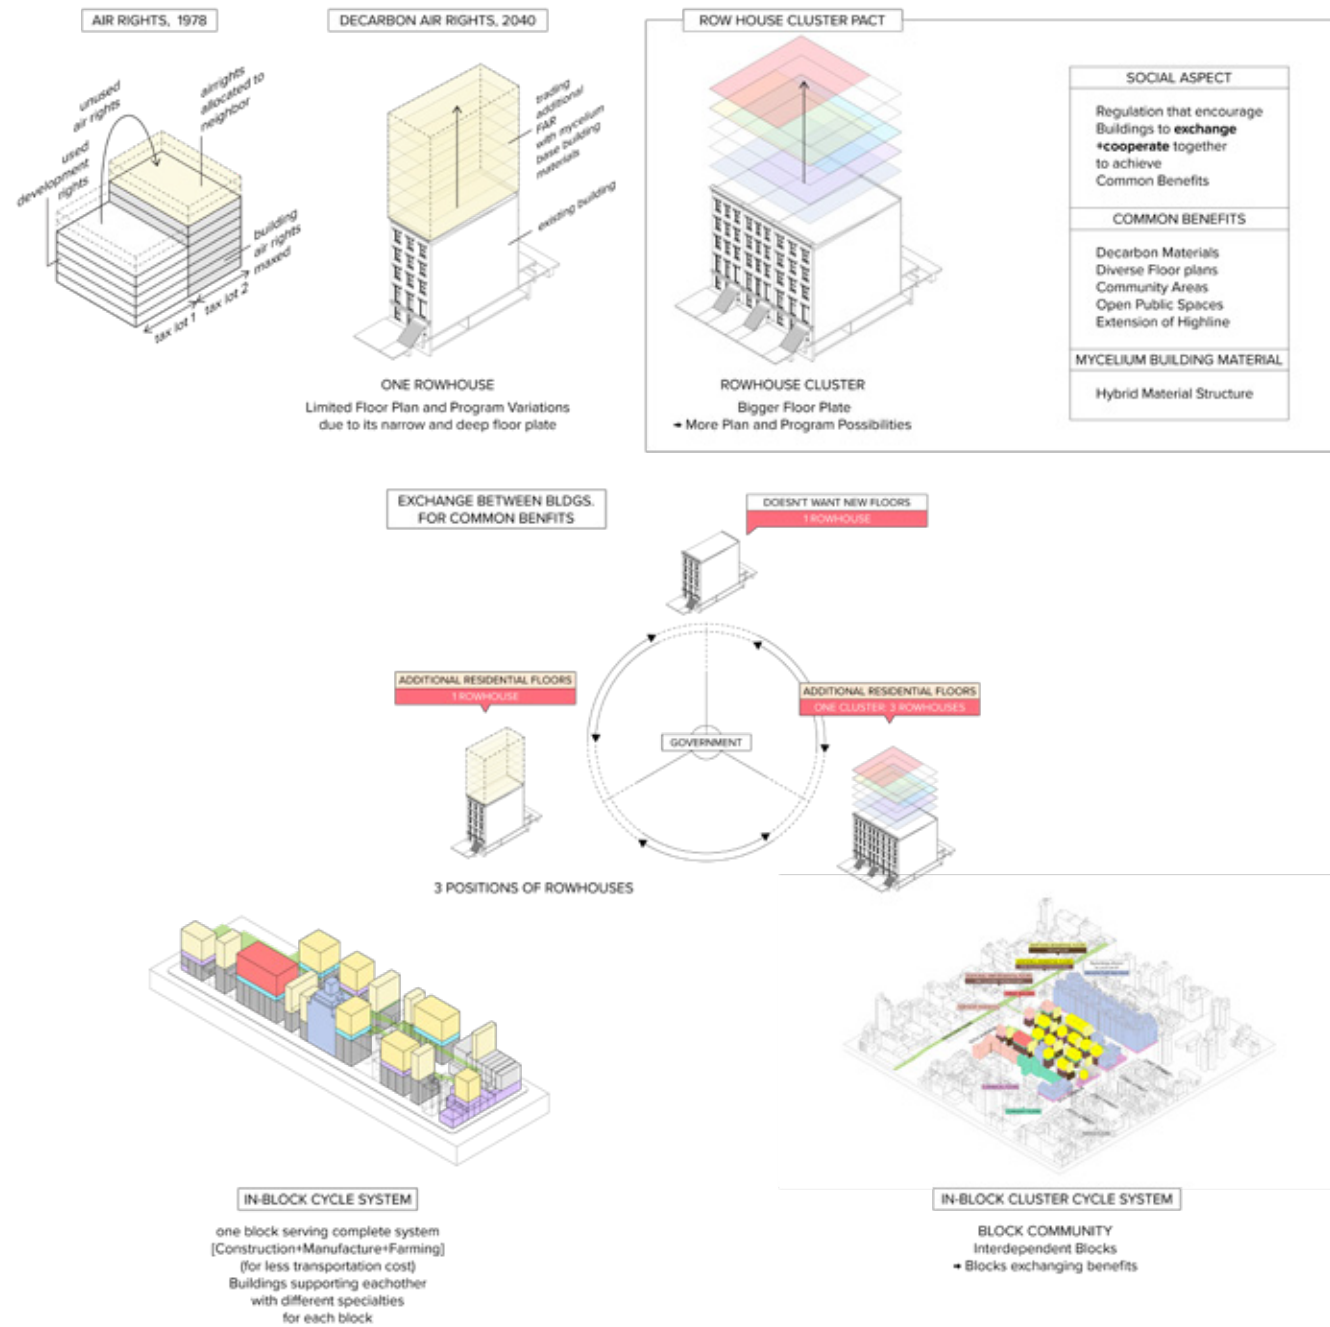 AIR RIGHTS, 1978
unused
air rights
airrights
allocated to
neighbor
used
development
rights
building
air rights
maxed
tax lot 1
tax lot 2
DECARBON AIR RIGHTS, 2040
trading
additional
FAR
with mycelium
base building
materials
existing building
ONE ROWHOUSE
Limited Floor Plan and Program Variations
due to its narrow and deep floor plate
ROW HOUSE CLUSTER PACT
ROWHOUSE CLUSTER
Bigger Floor Plate
→ More Plan and Program Possibilities
SOCIAL ASPECT
Regulation that encourage
Buildings to exchange
+cooperate together
to achieve
Common Benefits
COMMON BENEFITS
Decarbon Materials
Diverse Floor plans
Community Areas
Open Public Spaces
Extension of Highline
MYCELIUM BUILDING MATERIAL
Hybrid Material Structure
EXCHANGE BETWEEN BLDGS.
FOR COMMON BENFITS
DOESN'T WANT NEW FLOORS
1 ROWHOUSE
ADDITIONAL RESIDENTIAL FLOORS
1 ROWHOUSE
ADDITIONAL RESIDENTIAL FLOORS
ONE CLUSTER: 3 ROWHOUSES
GOVERNMENT
3 POSITIONS OF ROWHOUSES
IN-BLOCK CYCLE SYSTEM
one block serving complete system
[Construction+Manufacture+Farming]
(for less transportation cost)
Buildings supporting eachother
with different specialties
for each block
IN-BLOCK CLUSTER CYCLE SYSTEM
BLOCK COMMUNITY
Interdependent Blocks
→ Blocks exchanging benefits